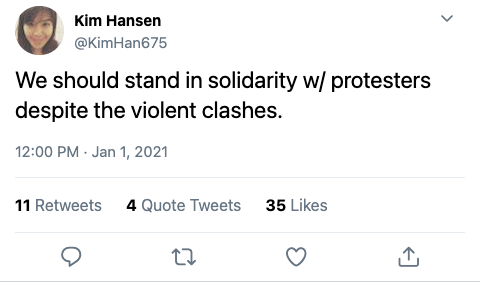 Kim Hansen
@KimHan675
We should stand in solidarity w/ protesters
despite the violent clashes.
12:00 PM · Jan 1, 2021
11 Retweets 4 Quote Tweets 35 Likes